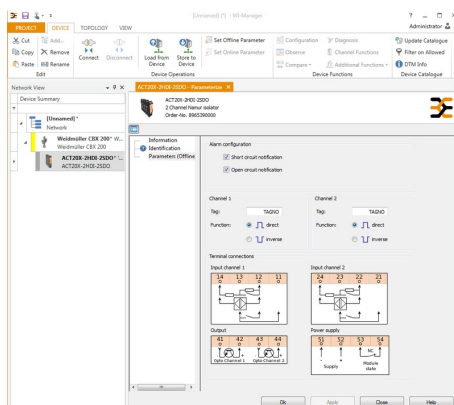 [Unnamed] (*) - WI-Manager
PROJECT DEVICE TOPOLOGY VIEW
Administrator
Cut Add...
Copy Remove
Paste Rename
Edit
Connect Disconnect
Load from Device Store to Device
Device Operations
Set Offline Parameter
Set Online Parameter
Configuration Diagnosis
Observe Channel Functions
Compare Additional Functions
Device Functions
Update Catalogue
Filter on Allowed
DTM Info
Device Catalogue
Network View
Device Summary
[Unnamed]*
Network
Weidmüller CBX 200* W...
Weidmüller CBX 200
ACT20X-2HDI-2SDO* '...
ACT20X-2HDI-2SDO
ACT20X-2HDI-2SDO - Parameterize
ACT20X-2HDI-2SDO
2 Channel Namur isolator
Order-No. 8965390000
Information
Identification
Parameters (Offline
Alarm configuration
Short circuit notification
Open circuit notification
Channel 1
Tag: TAGNO
Function: direct
inverse
Channel 2
Tag: TAGNO
Function: direct
inverse
Terminal connections
Input channel 1
14 13 12 11
Input channel 2
24 23 22 21
Output
41 42 43 44
Opto Channel 1 Opto Channel 2
Power supply
51 52 53 54
- +
NC
Supply
Module state
Ok Apply Close Help